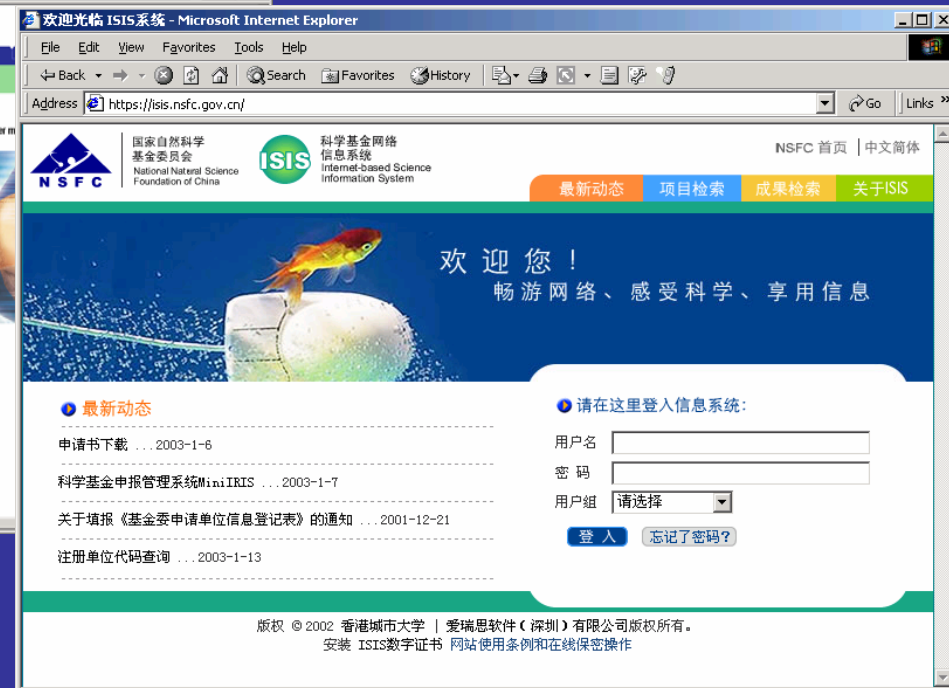 欢迎光临 ISIS系统 - Microsoft Internet Explorer
File Edit View Favorites Tools Help
Back Search Favorites History
Address https://isis.nsfc.gov.cn/ Go Links »
NSFC
国家自然科学
基金委员会
National Natural Science
Foundation of China
ISIS
科学基金网络
信息系统
Internet-based Science
Information System
NSFC 首页 | 中文简体
最新动态 项目检索 成果检索 关于ISIS
欢迎您!
畅游网络、感受科学、享用信息
最新动态
申请书下载 ...2003-1-6
科学基金申报管理系统MiniIRIS ...2003-1-7
关于填报《基金委申请单位信息登记表》的通知 ...2001-12-21
注册单位代码查询 ...2003-1-13
请在这里登入信息系统:
用户名
密 码
用户组 请选择
登 入 忘记了密码?
版权 © 2002 香港城市大学 | 爱瑞思软件(深圳)有限公司版权所有。
安装 ISIS数字证书 网站使用条例和在线保密操作